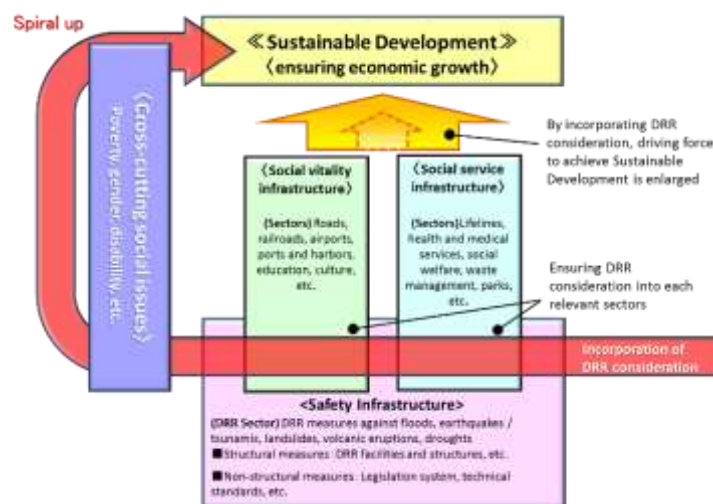 Spiral up
≪Sustainable Development≫
〈ensuring economic growth〉
〈Cross-cutting social issues〉
Poverty, gender, disability, etc.
By incorporating DRR
consideration, driving force
to achieve Sustainable
Development is enlarged
〈Social vitality
infrastructure〉
(Sectors) Roads,
railroads, airports,
ports and harbors,
education, culture,
etc.
〈Social service
infrastructure〉
(Sectors)Lifelines,
health and medical
services, social
welfare, waste
management, parks,
etc.
Ensuring DRR
consideration into each
relevant sectors
Incorporation of
DRR consideration
<Safety Infrastructure>
(DRR Sector) DRR measures against floods, earthquakes /
tsunamis, landslides, volcanic eruptions, droughts
■Structural measures: DRR facilities and structures, etc.
■Non-structural measures: Legislation system, technical
standards, etc.